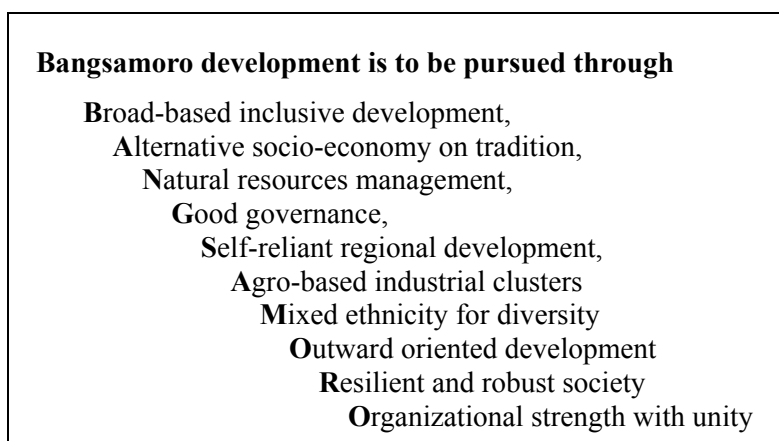 Bangsamoro development is to be pursued through
Broad-based inclusive development,
Alternative socio-economy on tradition,
Natural resources management,
Good governance,
Self-reliant regional development,
Agro-based industrial clusters
Mixed ethnicity for diversity
Outward oriented development
Resilient and robust society
Organizational strength with unity